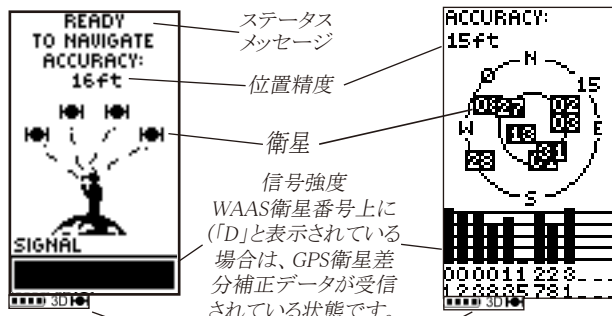 READY
TO NAVIGATE
ACCURACY:
16ft
SIGNAL
3D
ステータス
メッセージ
位置精度
衛星
信号強度
WAAS衛星番号上に
(「D」と表示されている
場合は、GPS衛星差
分補正データが受信
されている状態です。
ACCURACY:
15ft
N
15
W
E
S
000011223
123835781
3D